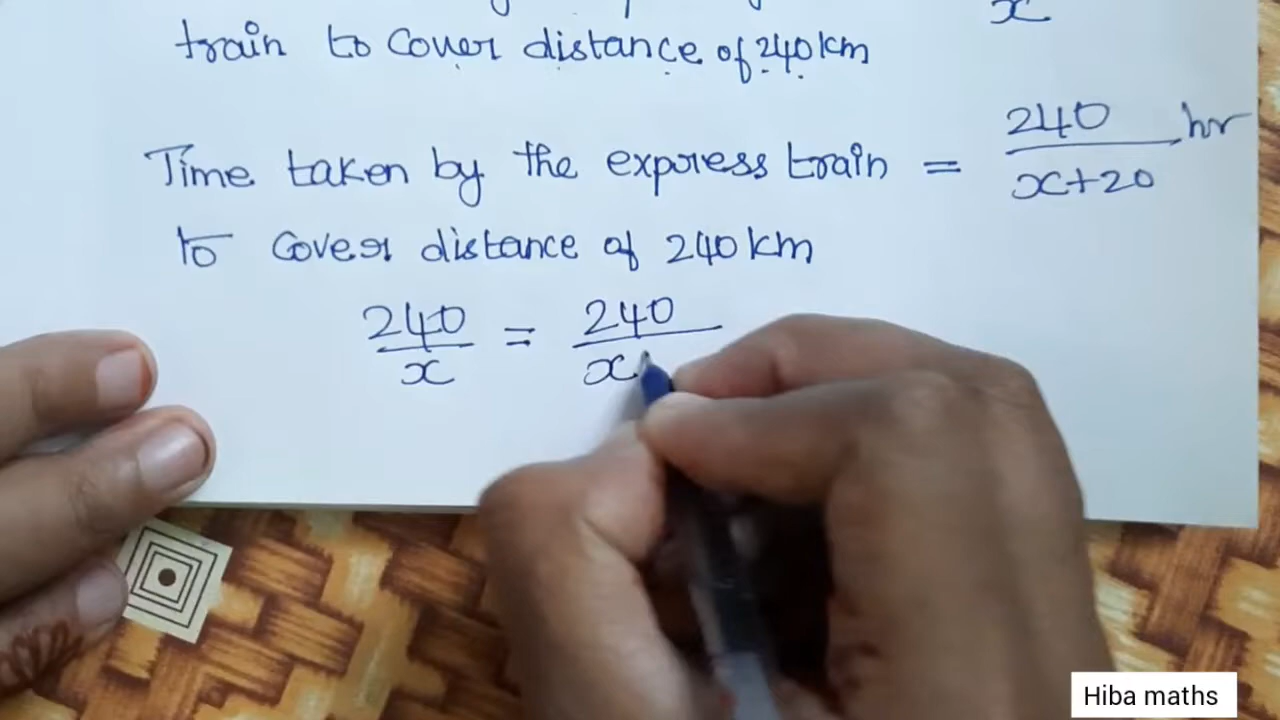 x
train to cover distance of 240 km
Time taken by the express train = 240/x+20 hr
to cover distance of 240 km
240/x = 240/x
Hiba maths